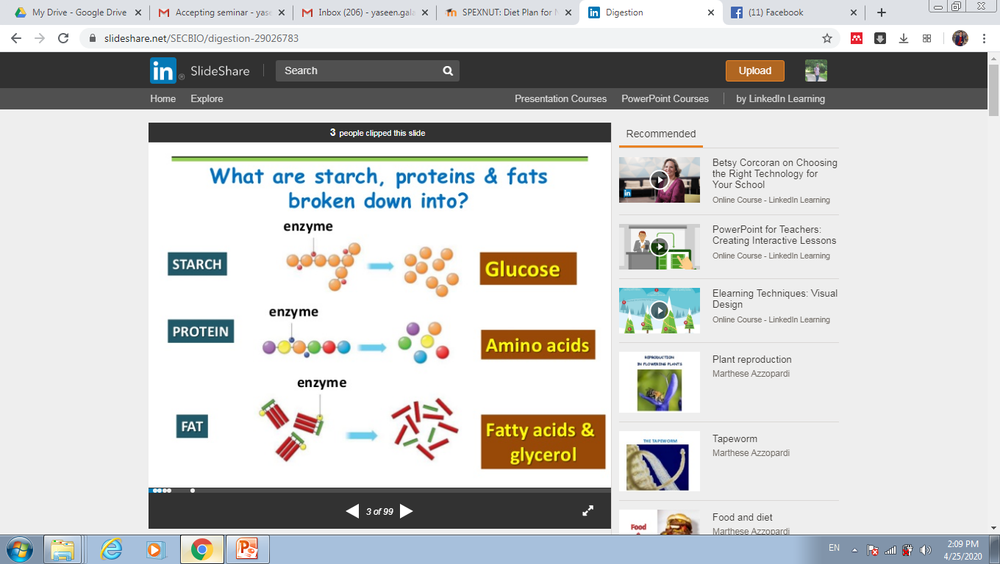 My Drive - Google Drive
Accepting seminar - yase
Inbox (206) - yaseen.gala
SPEXNUT: Diet Plan for N
Digestion
(11) Facebook
slideshare.net/SECBIO/digestion-29026783
in ® SlideShare
Search
Upload
Home Explore Presentation Courses PowerPoint Courses by LinkedIn Learning
3 people clipped this slide
What are starch, proteins & fats
broken down into?
enzyme
STARCH
Glucose
enzyme
PROTEIN
Amino acids
enzyme
FAT
Fatty acids &
glycerol
3 of 99
Recommended
in
Betsy Corcoran on Choosing
the Right Technology for
Your School
Online Course - LinkedIn Learning
PowerPoint for Teachers:
Creating Interactive Lessons
Online Course - LinkedIn Learning
Elearning Techniques: Visual
Design
Online Course - LinkedIn Learning
REPRODUCTION
IN FLOWERING PLANTS
Plant reproduction
Marthese Azzopardi
THE TAPEWORM
Tapeworm
Marthese Azzopardi
Food
Food and diet
Marthese Azzopardi
EN
2:09 PM
4/25/2020